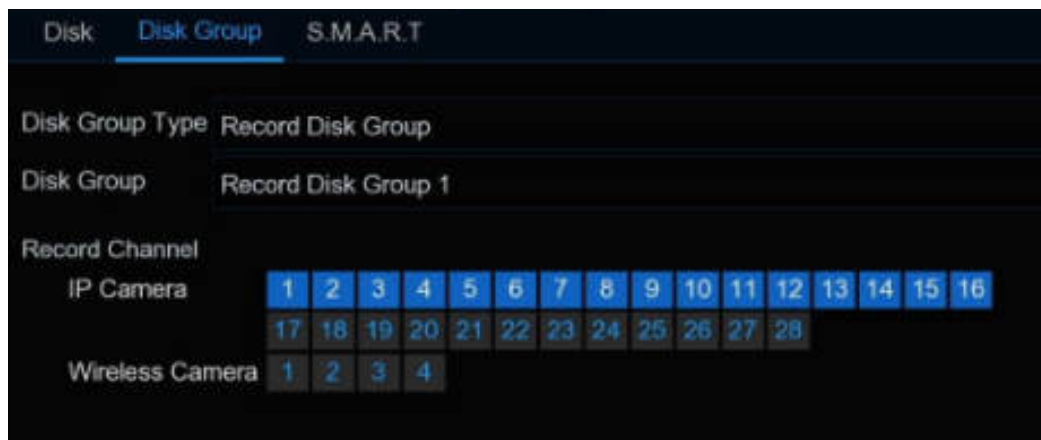 Disk Disk Group S.M.A.R.T
Disk Group Type Record Disk Group
Disk Group Record Disk Group 1
Record Channel
IP Camera 1 2 3 4 5 6 7 8 9 10 11 12 13 14 15 16
17 18 19 20 21 22 23 24 25 26 27 28
Wireless Camera 1 2 3 4